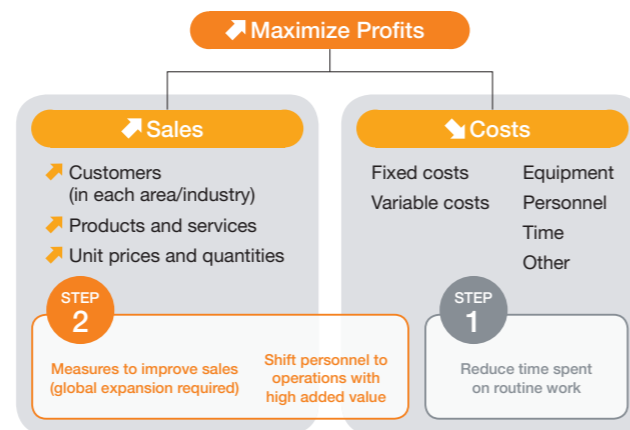 Maximize Profits
Sales
Customers
(in each area/industry)
Products and services
Unit prices and quantities
STEP
2
Measures to improve sales
(global expansion required)
Shift personnel to
operations with
high added value
Costs
Fixed costs
Variable costs
Equipment
Personnel
Time
Other
STEP
1
Reduce time spent
on routine work